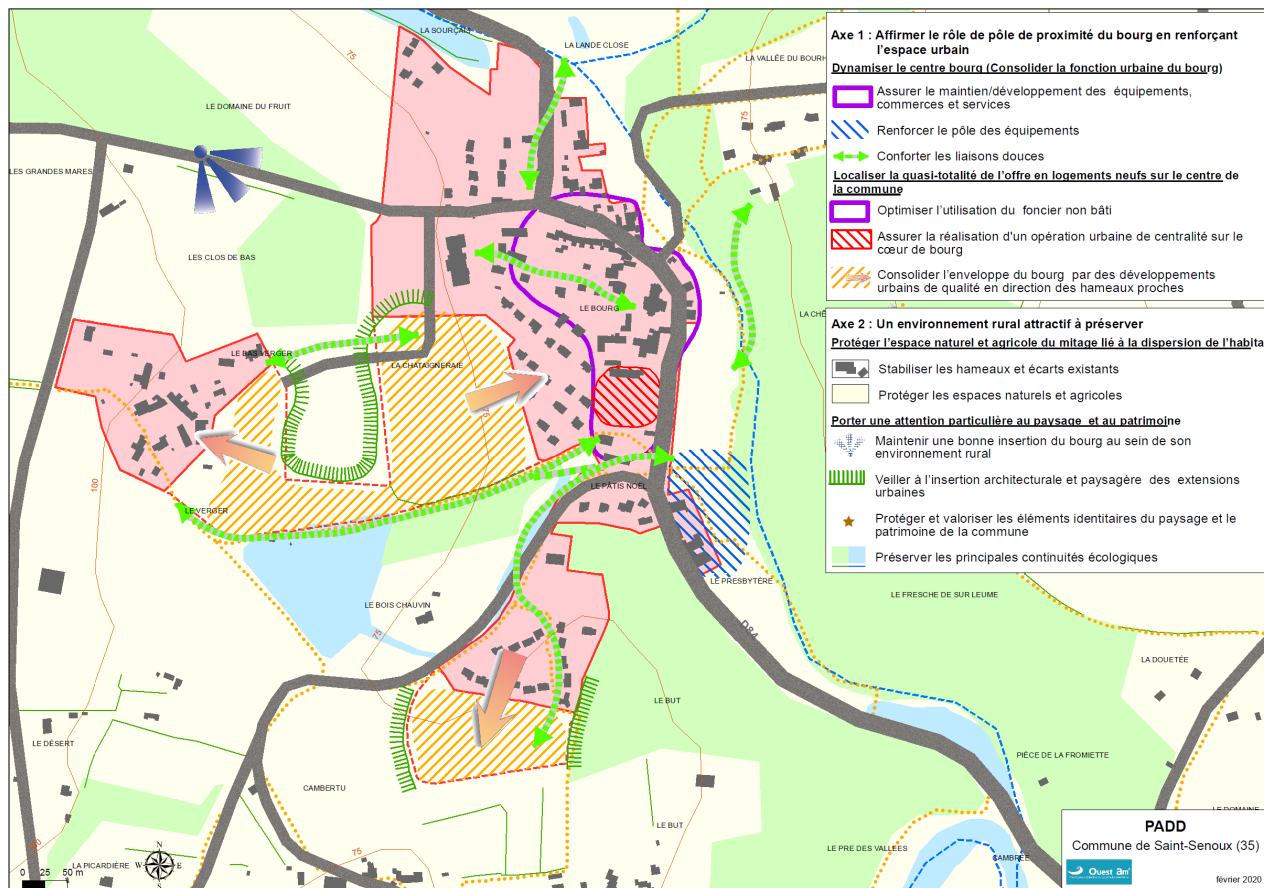 Axe 1 : Affirmer le rôle de pôle de proximité du bourg en renforçant
l'espace urbain
Dynamiser le centre bourg (Consolider la fonction urbaine du bourg)
Assurer le maintien/développement des équipements,
commerces et services
Renforcer le pôle des équipements
Conforter les liaisons douces
Localiser la quasi-totalité de l'offre en logements neufs sur le centre de
la commune
Optimiser l'utilisation du foncier non bâti
Assurer la réalisation d'un opération urbaine de centralité sur le
cœur de bourg
Consolider l'enveloppe du bourg par des développements
urbains de qualité en direction des hameaux proches
Axe 2 : Un environnement rural attractif à préserver
Protéger l'espace naturel et agricole du mitage lié à la dispersion de l'habita
Stabiliser les hameaux et écarts existants
Protéger les espaces naturels et agricoles
Porter une attention particulière au paysage et au patrimoine
Maintenir une bonne insertion du bourg au sein de son
environnement rural
Veiller à l'insertion architecturale et paysagère des extensions
urbaines
Protéger et valoriser les éléments identitaires du paysage et le
patrimoine de la commune
Préserver les principales continuités écologiques
LA SOURÇAIS
LA LANDE CLOSE
LA VALLÉE DU BOURH
75
75
LE DOMAINE DU FRUIT
LES GRANDES MARES
LES CLOS DE BAS
LE BOURG
LA CHÊ
LE BAS VERGER
LA CHATAIGNERAIE
75
100
LE PÂTIS NOËL
LE VERGER
LE PRESBYTÈRE
LE FRESCHE DE SUR LEUME
LE BOIS CHAUVIN
75
D84
LA DOUETÉE
LE BUT
LE DÉSERT
PIÈCE DE LA FROMIETTE
CAMBERTU
LE DOMAINE
LE BUT
LE PRE DES VALLEES
CAMBRÉE
LA PICARDIÈRE
75
100
N
W
E
S
0 25 50 m
PADD
Commune de Saint-Senoux (35)
Ouest am'
février 2020